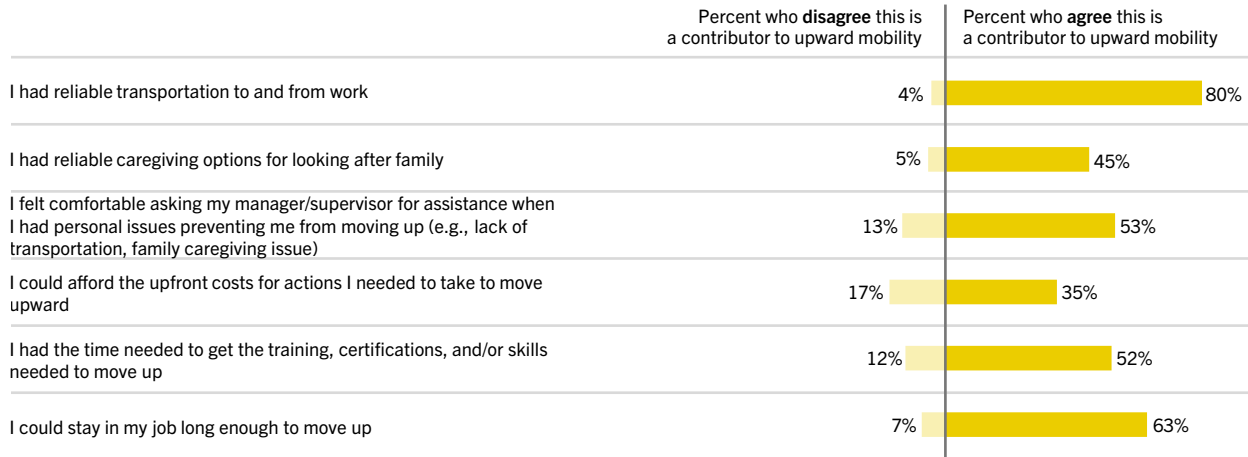 Percent who disagree this is
a contributor to upward mobility
Percent who agree this is
a contributor to upward mobility
I had reliable transportation to and from work
4%
80%
I had reliable caregiving options for looking after family
5%
45%
I felt comfortable asking my manager/supervisor for assistance when
I had personal issues preventing me from moving up (e.g., lack of
transportation, family caregiving issue)
13%
53%
I could afford the upfront costs for actions I needed to take to move
upward
17%
35%
I had the time needed to get the training, certifications, and/or skills
needed to move up
12%
52%
I could stay in my job long enough to move up
7%
63%